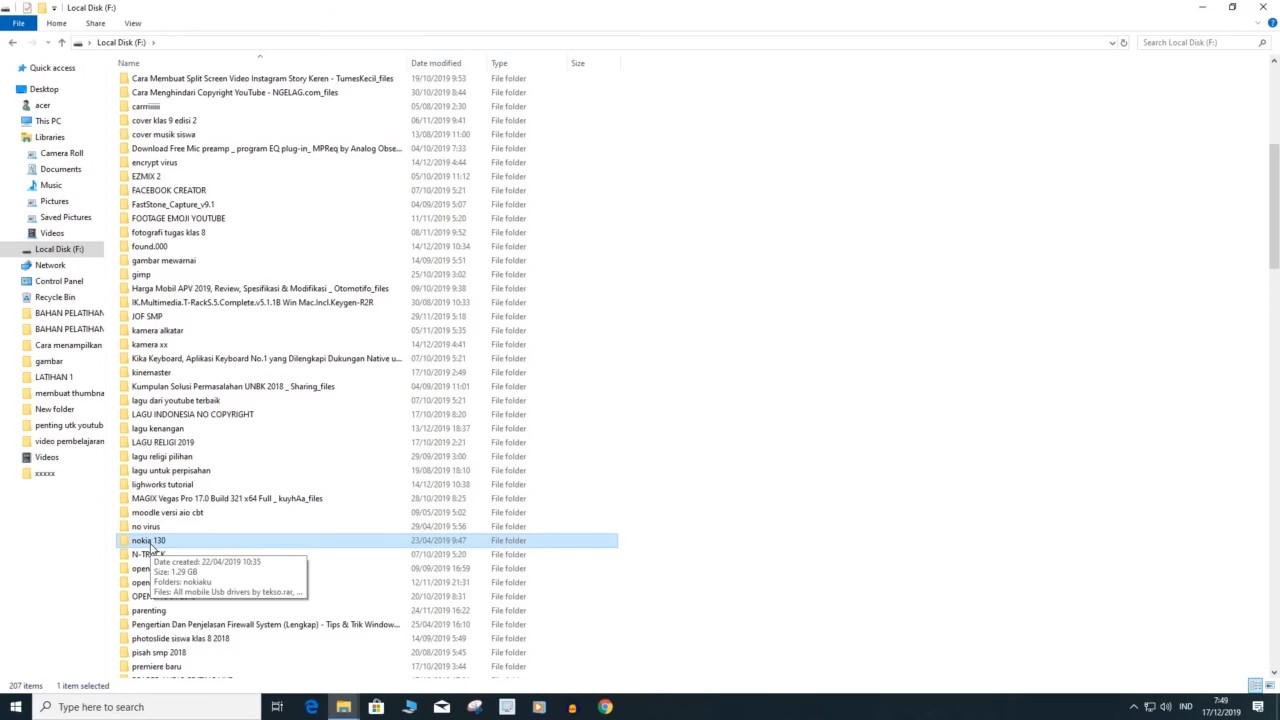 Local Disk (F:)
File
Home
Share
View
Local Disk (F:)
Search Local Disk (F:)
Quick access
Desktop
acer
This PC
Libraries
Camera Roll
Documents
Music
Pictures
Saved Pictures
Videos
Local Disk (F:)
Network
Control Panel
Recycle Bin
BAHAN PELATIHAN
BAHAN PELATIHAN
Cara menampilkan
gambar
LATIHAN 1
membuat thumbna
New folder
penting utk youtub
video pembelajaran
Videos
xxxxx
Name Date modified Type Size
Cara Membuat Split Screen Video Instagram Story Keren - TumesKecil_files 19/10/2019 9:53 File folder
Cara Menghindari Copyright YouTube - NGELAG.com_files 30/10/2019 8:44 File folder
carrriiiiii 05/08/2019 2:30 File folder
cover klas 9 edisi 2 06/11/2019 9:41 File folder
cover musik siswa 13/08/2019 11:00 File folder
Download Free Mic preamp _ program EQ plug-in_ MPReq by Analog Obse... 04/10/2019 7:33 File folder
encrypt virus 14/12/2019 4:44 File folder
EZMIX 2 05/10/2019 11:12 File folder
FACEBOOK CREATOR 07/10/2019 5:21 File folder
FastStone_Capture_v9.1 04/09/2019 5:07 File folder
FOOTAGE EMOJI YOUTUBE 11/11/2019 5:20 File folder
fotografi tugas klas 8 08/11/2019 9:52 File folder
found.000 14/12/2019 10:34 File folder
gambar mewarnai 14/09/2019 5:51 File folder
gimp 25/10/2019 3:02 File folder
Harga Mobil APV 2019, Review, Spesifikasi & Modifikasi _ Otomotifo_files 09/10/2019 9:38 File folder
IK.Multimedia.T-RackS.5.Complete.v5.1.1B Win Mac.Incl.Keygen-R2R 30/08/2019 10:33 File folder
JOF SMP 29/11/2019 5:18 File folder
kamera alkatar 05/11/2019 5:35 File folder
kamera xx 14/12/2019 4:41 File folder
Kika Keyboard, Aplikasi Keyboard No.1 yang Dilengkapi Dukungan Native u... 07/10/2019 5:21 File folder
kinemaster 17/10/2019 2:49 File folder
Kumpulan Solusi Permasalahan UNBK 2018 _ Sharing_files 04/09/2019 11:01 File folder
lagu dari youtube terbaik 07/10/2019 5:21 File folder
LAGU INDONESIA NO COPYRIGHT 17/10/2019 8:20 File folder
lagu kenangan 13/12/2019 18:37 File folder
LAGU RELIGI 2019 17/10/2019 2:21 File folder
lagu religi pilihan 29/09/2019 3:00 File folder
lagu untuk perpisahan 19/08/2019 18:10 File folder
lighworks tutorial 14/12/2019 10:38 File folder
MAGIX Vegas Pro 17.0 Build 321 x64 Full _ kuyhAa_files 28/10/2019 8:25 File folder
moodle versi aio cbt 09/05/2019 5:02 File folder
no virus 29/04/2019 5:56 File folder
nokia 130 23/04/2019 9:47 File folder
N-TRACK 07/10/2019 5:20 File folder
open 09/09/2019 16:59 File folder
open 12/11/2019 21:31 File folder
OPEN 20/10/2019 8:31 File folder
Date created: 22/04/2019 10:35
Size: 1.29 GB
Folders: nokiaku
Files: All mobile Usb drivers by tekso.rar, ...
parenting 24/11/2019 16:22 File folder
Pengertian Dan Penjelasan Firewall System (Lengkap) - Tips & Trik Window... 25/04/2019 16:10 File folder
photoslide siswa klas 8 2018 14/09/2019 5:49 File folder
pisah smp 2018 20/08/2019 5:45 File folder
premiere baru 17/10/2019 3:44 File folder
207 items 1 item selected
Type here to search
IND
7:49
17/12/2019